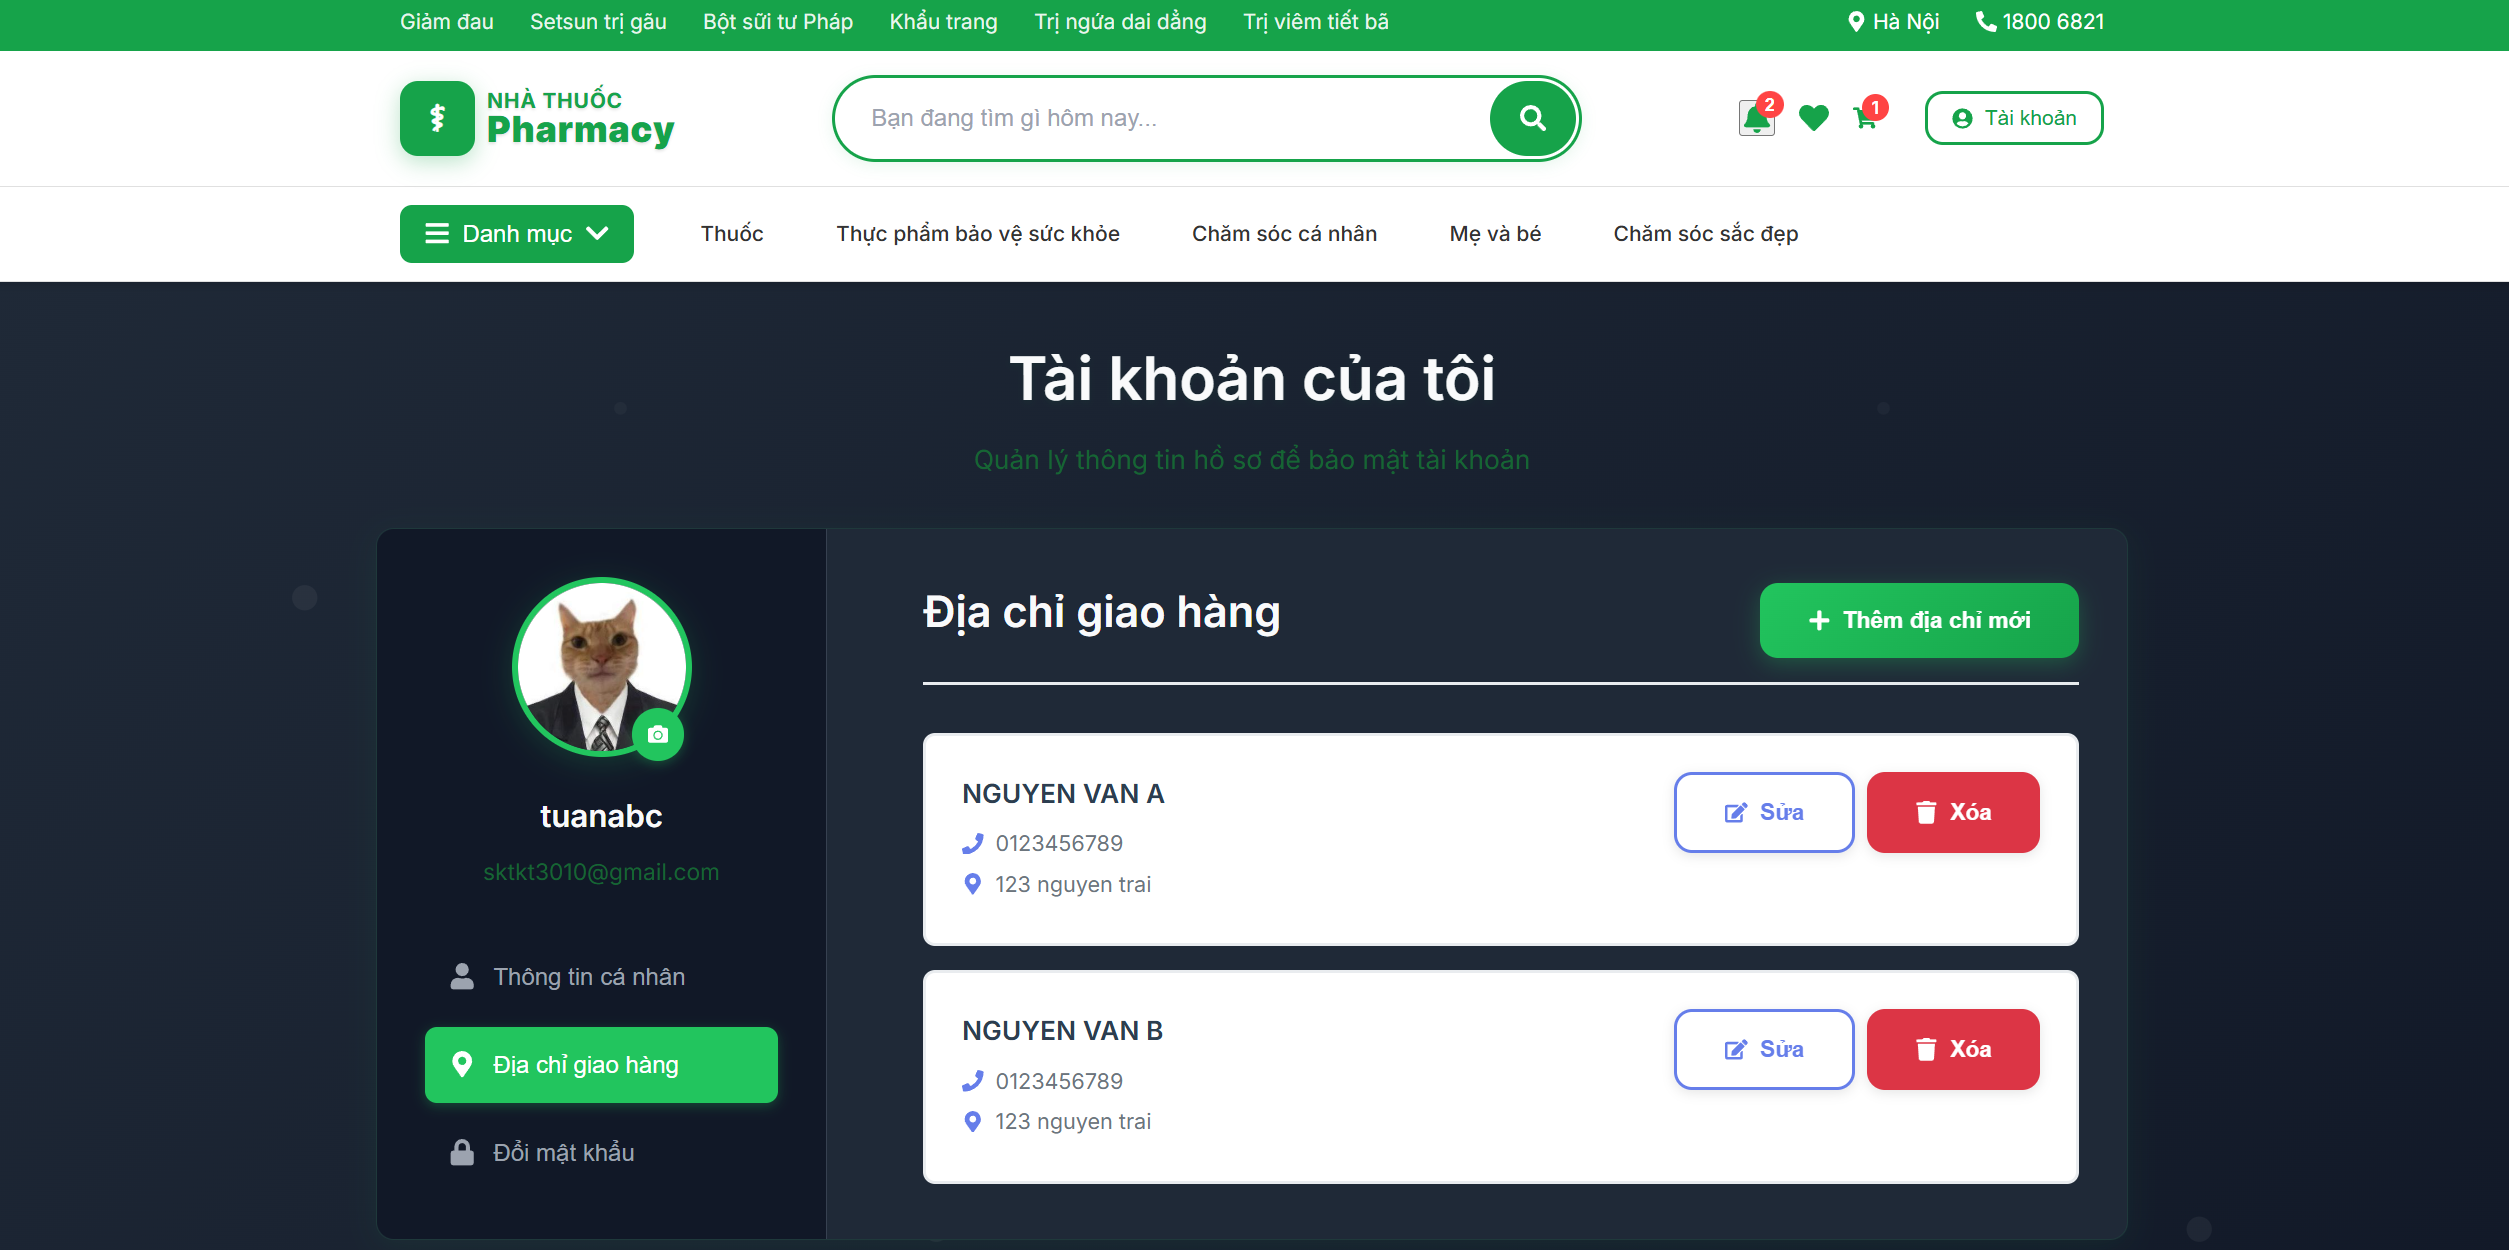 Giảm đau Setsun trị gãu Bột sữi tư Pháp Khẩu trang Trị ngứa dai dẳng Trị viêm tiết bã Hà Nội 1800 6821
NHÀ THUỐC
Pharmacy
Bạn đang tìm gì hôm nay...
2
1
Tài khoản
Danh mục Thuốc Thực phẩm bảo vệ sức khỏe Chăm sóc cá nhân Mẹ và bé Chăm sóc sắc đẹp
Tài khoản của tôi
Quản lý thông tin hồ sơ để bảo mật tài khoản
tuanabc
sktkt3010@gmail.com
Thông tin cá nhân
Địa chỉ giao hàng
Đổi mật khẩu
Địa chỉ giao hàng
Thêm địa chỉ mới
NGUYEN VAN A
0123456789
123 nguyen trai
Sửa Xóa
NGUYEN VAN B
0123456789
123 nguyen trai
Sửa Xóa